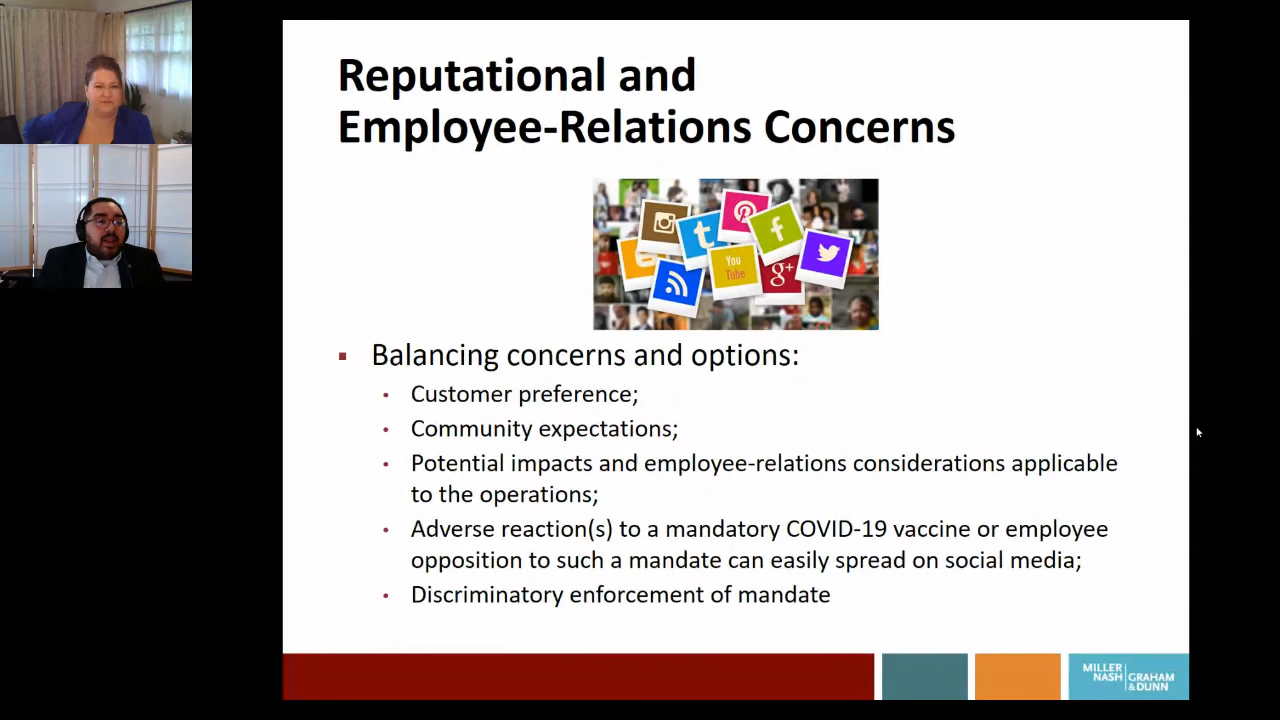 Reputational and
Employee-Relations Concerns
t
f
You
Tube
g+
▪ Balancing concerns and options:
• Customer preference;
• Community expectations;
• Potential impacts and employee-relations considerations applicable
to the operations;
• Adverse reaction(s) to a mandatory COVID-19 vaccine or employee
opposition to such a mandate can easily spread on social media;
• Discriminatory enforcement of mandate
MILLER
NASH
GRAHAM
& DUNN